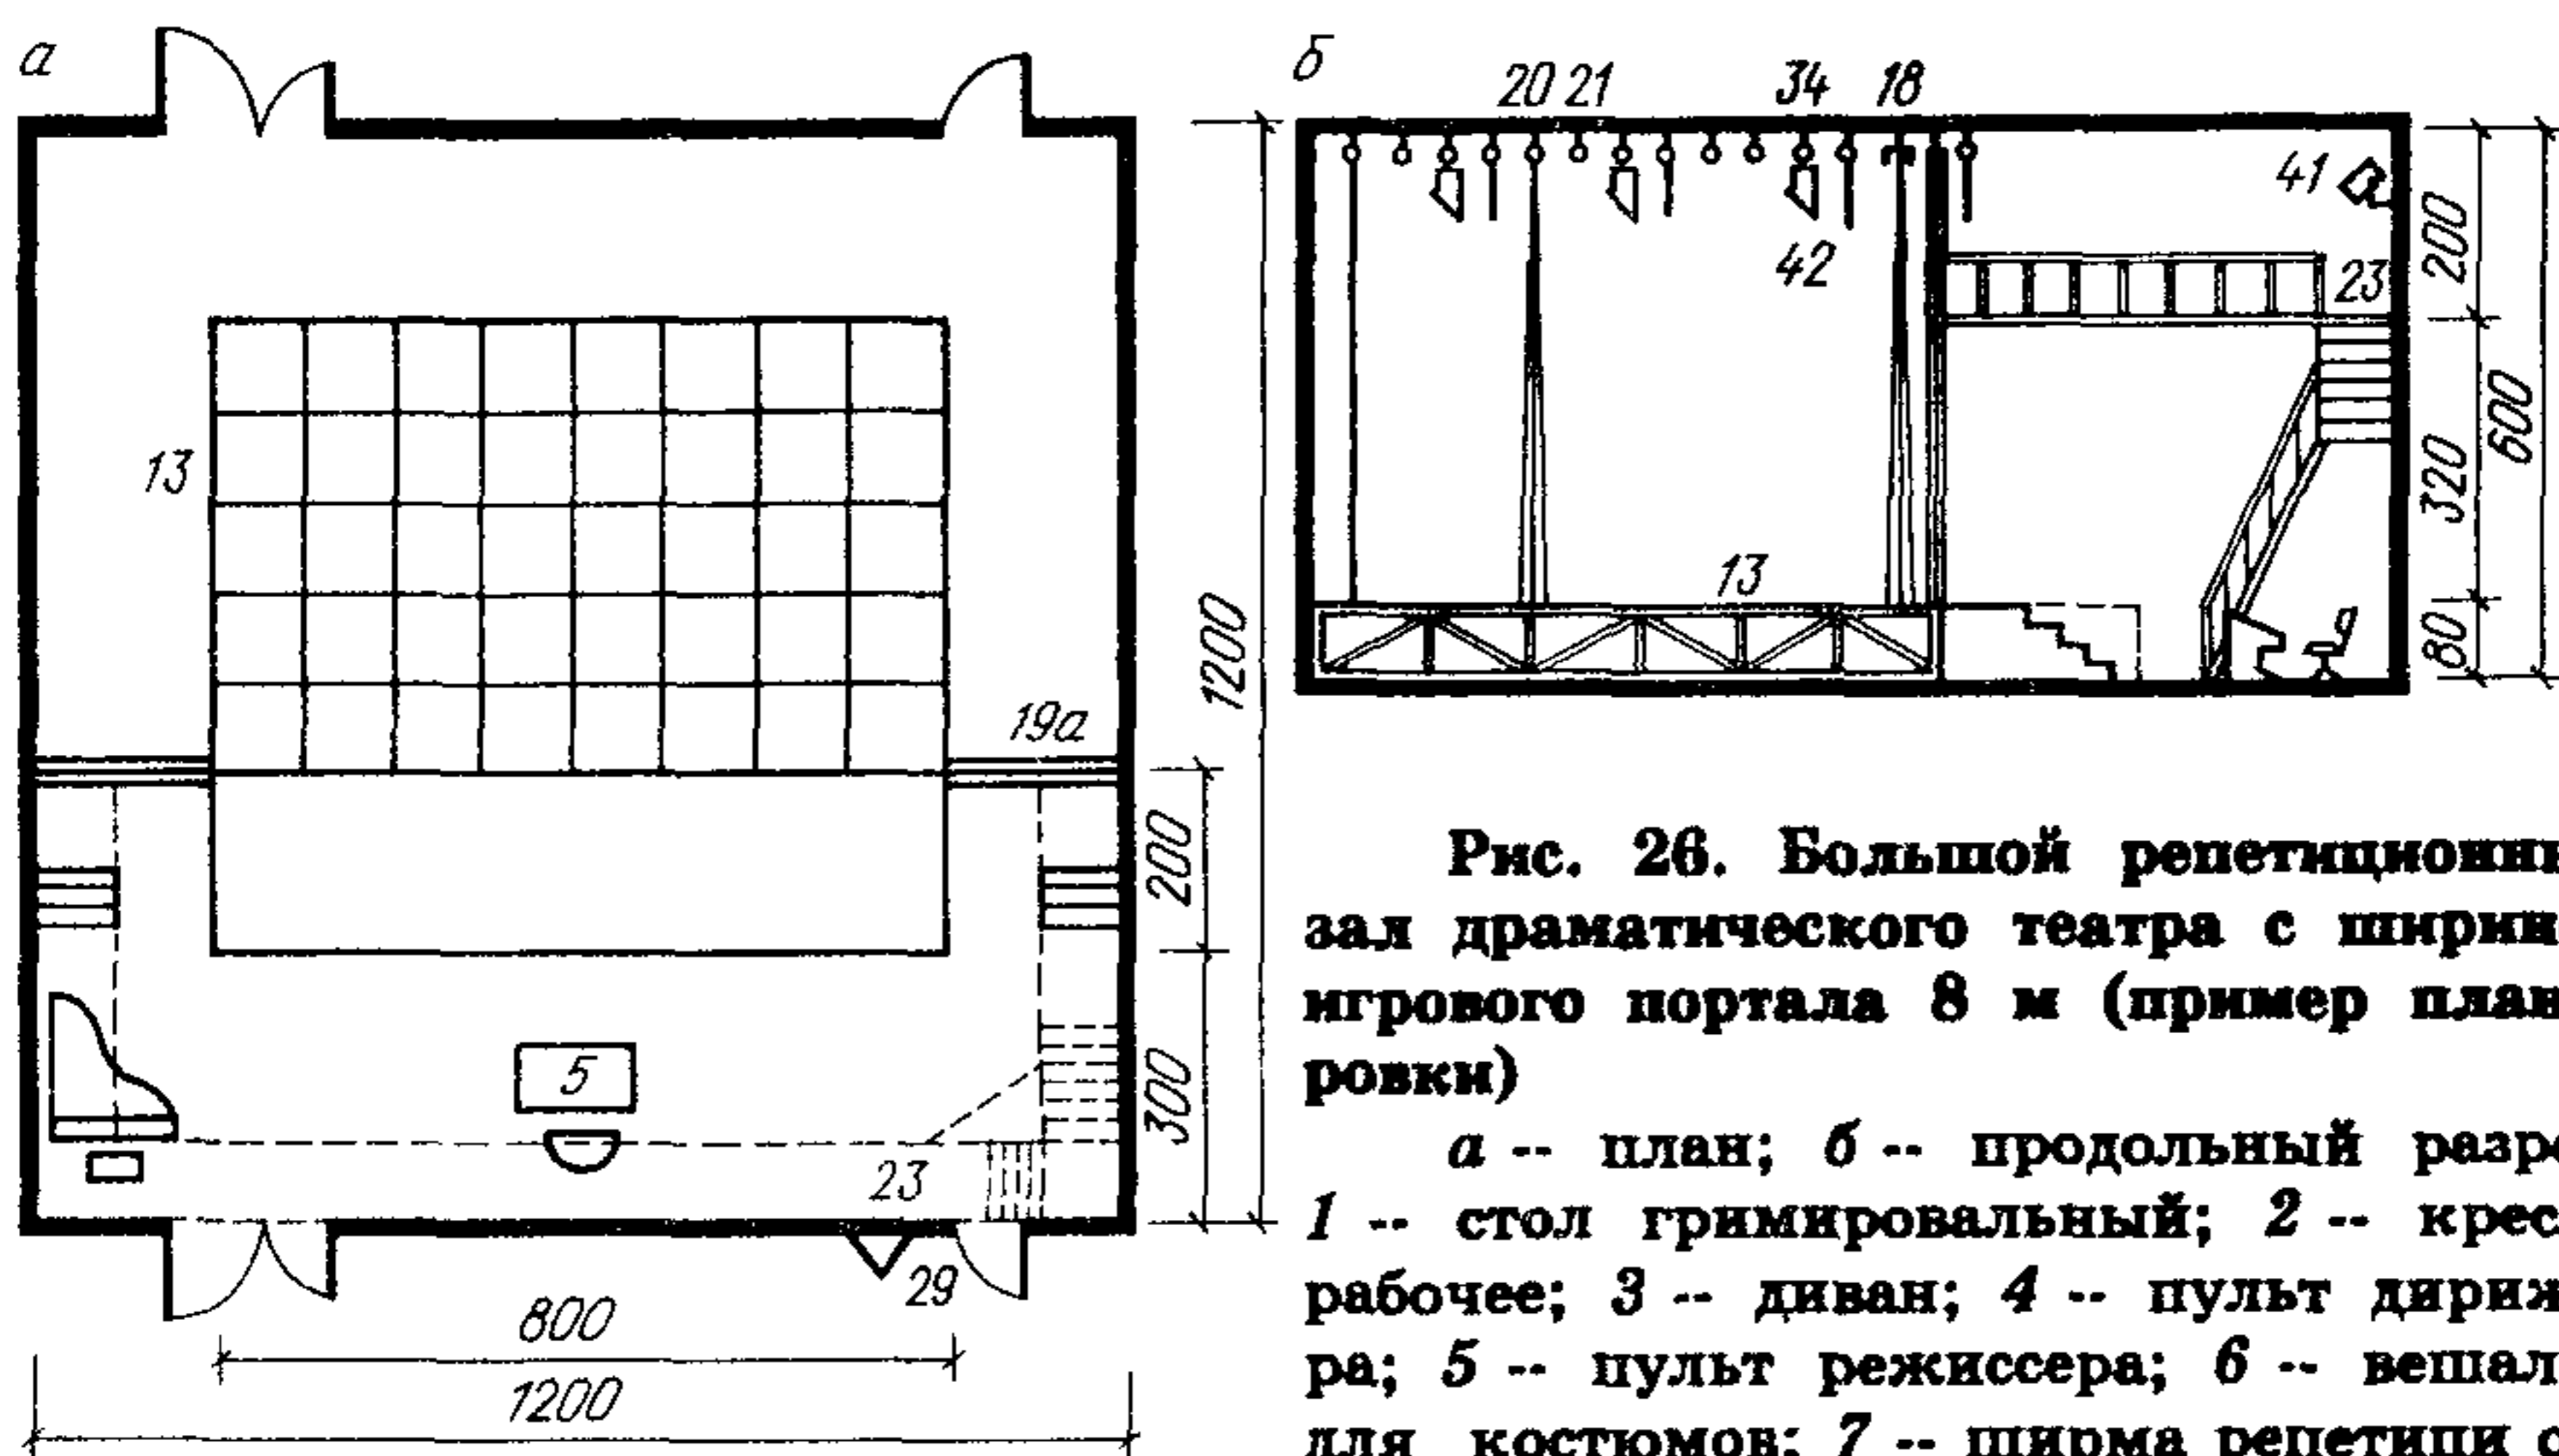 а
13
19а
5
23
29
200
300
1200
800
1200
б
20 21 34 18
41
42
23
13
200
320
80
600
Рис. 26. Большой репетиционн
зал драматического театра с ширин
игрового портала 8 м (пример план
ровки)
а -- план; б -- продольный разре
1 -- стол гримировальный; 2 -- кресл
рабочее; 3 -- диван; 4 -- пульт дириж
ра; 5 -- пульт режиссера; 6 -- вешал
для костюмов; 7 -- ширма